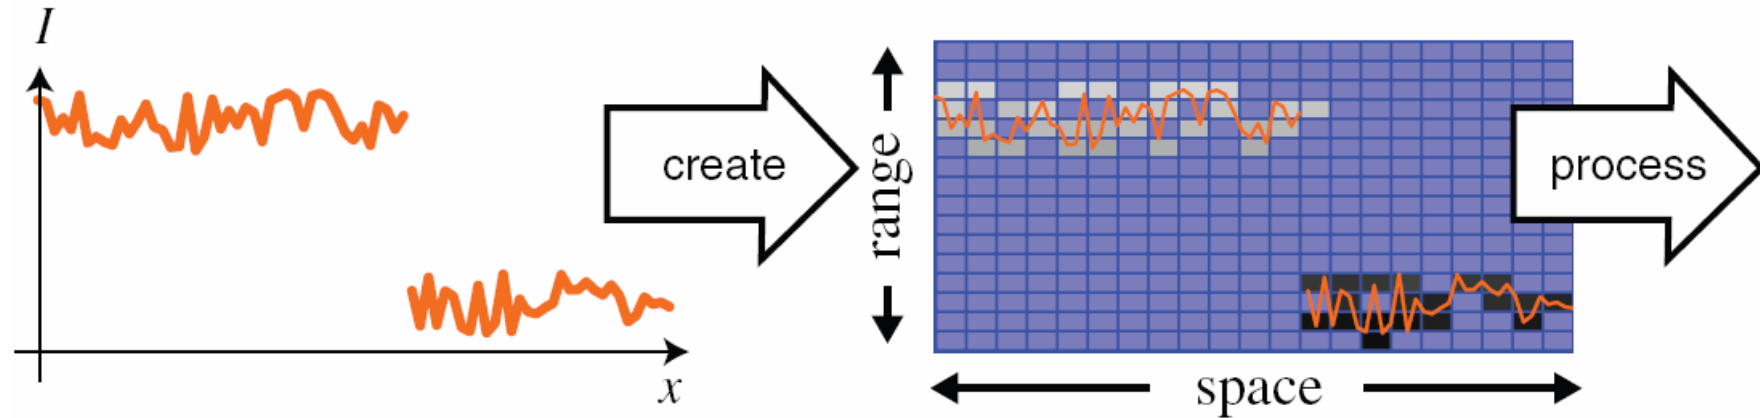 I
x
create
range
space
process